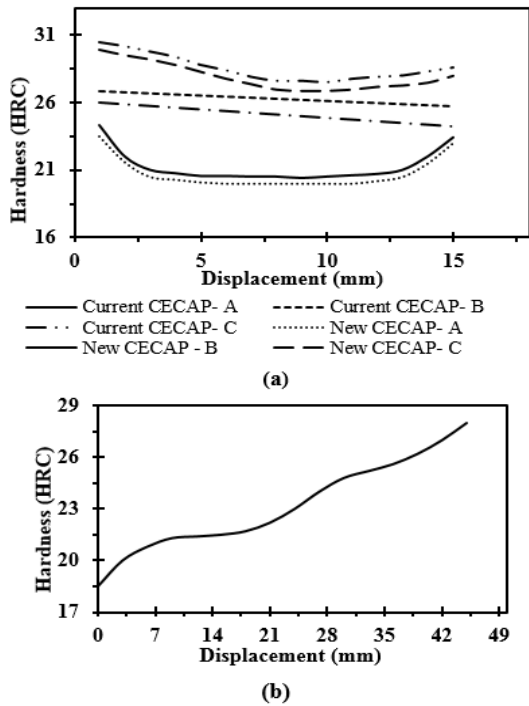 31
26
21
16
Hardness (HRC)
0 5 10 15
Displacement (mm)
Current CECAP- A Current CECAP- B
Current CECAP- C New CECAP- A
New CECAP - B New CECAP- C
(a)
29
26
23
20
17
Hardness (HRC)
0 7 14 21 28 35 42 49
Displacement (mm)
(b)